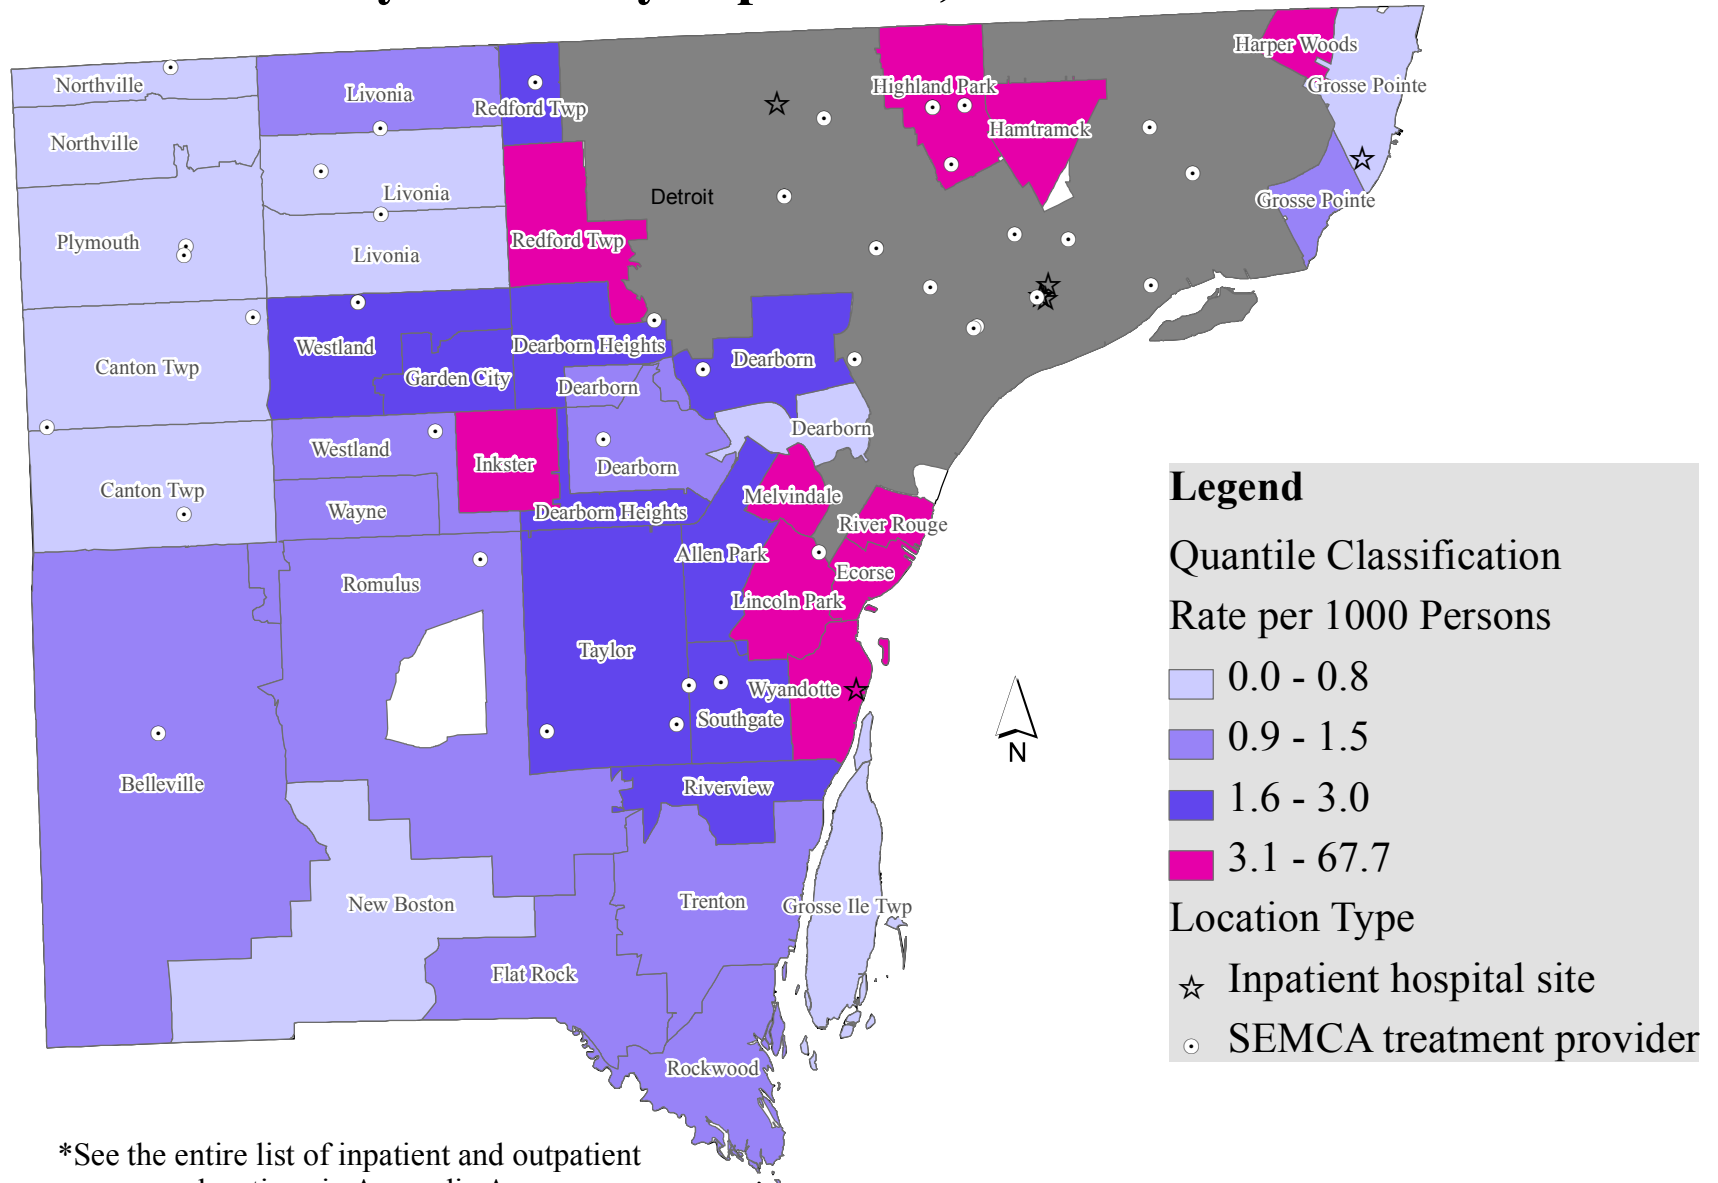 Northville
Livonia
Redford Twp
Highland Park
Harper Woods
Grosse Pointe
Northville
Hamtramck
Livonia
Detroit
Grosse Pointe
Plymouth
Livonia
Redford Twp
Canton Twp
Westland
Garden City
Dearborn Heights
Dearborn
Dearborn
Dearborn
Westland
Inkster
Dearborn
Canton Twp
Wayne
Dearborn Heights
Melvindale
River Rouge
Allen Park
Ecorse
Romulus
Lincoln Park
Taylor
Wyandotte
Southgate
Belleville
Riverview
New Boston
Trenton
Grosse Ile Twp
Flat Rock
Rockwood
N
Legend
Quantile Classification
Rate per 1000 Persons
0.0 - 0.8
0.9 - 1.5
1.6 - 3.0
3.1 - 67.7
Location Type
Inpatient hospital site
SEMCA treatment provider
*See the entire list of inpatient and outpatient